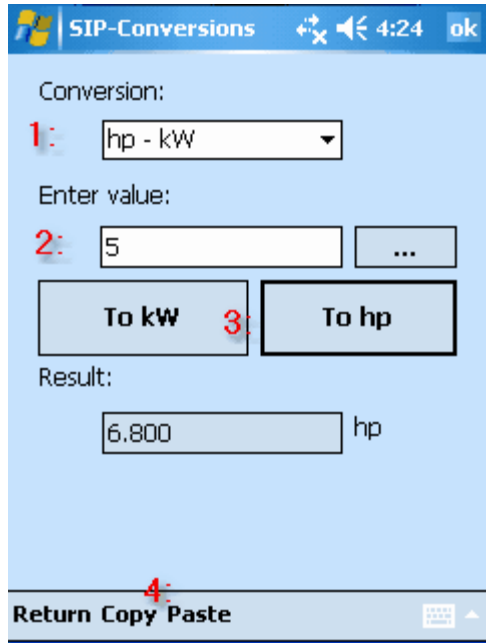 SIP-Conversions 4:24 ok
Conversion:
1: hp - kW
Enter value:
2: 5 ...
To kW 3: To hp
Result:
6.800 hp
4:
Return Copy Paste